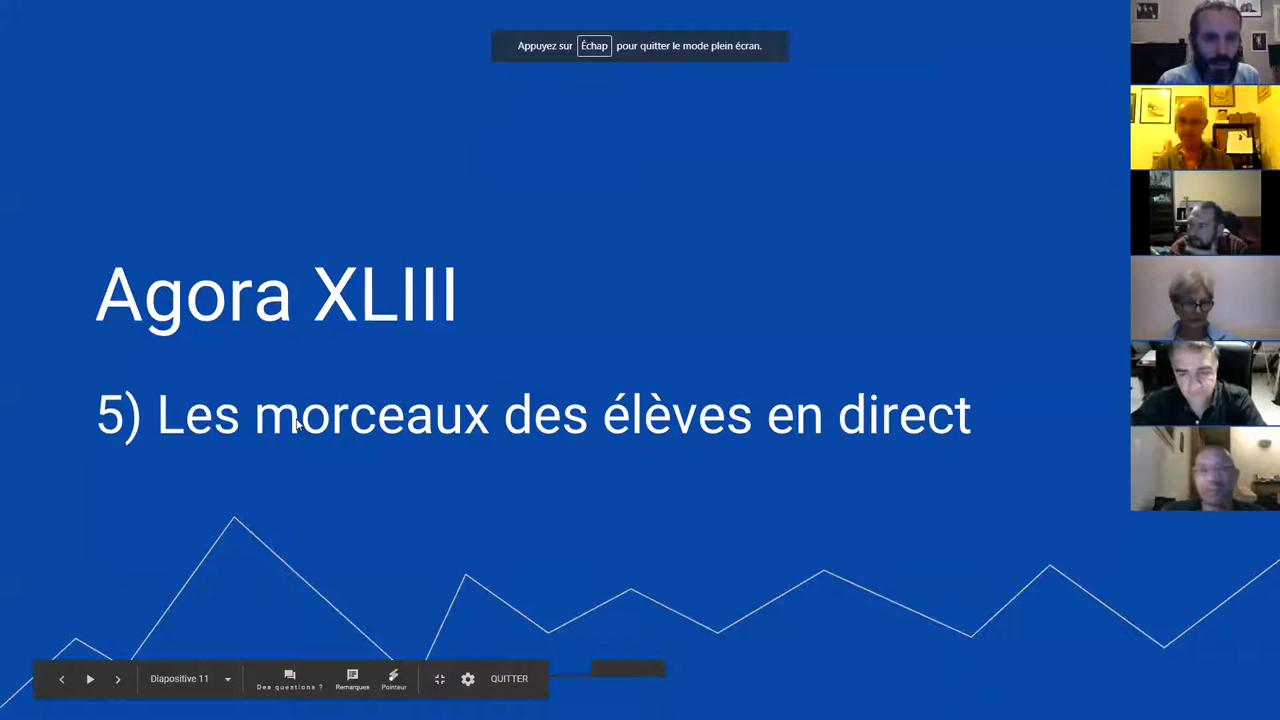 Appuyez sur Échap pour quitter le mode plein écran.
Agora XLIII
5) Les morceaux des élèves en direct
Diapositive 11
Des questions ?
Remarques
Pointeur
QUITTER